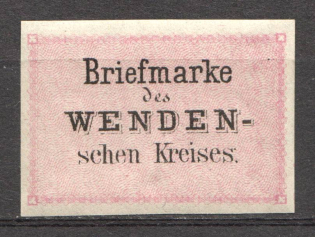 Briefmarke
des
WENDEN-
schen Kreises.